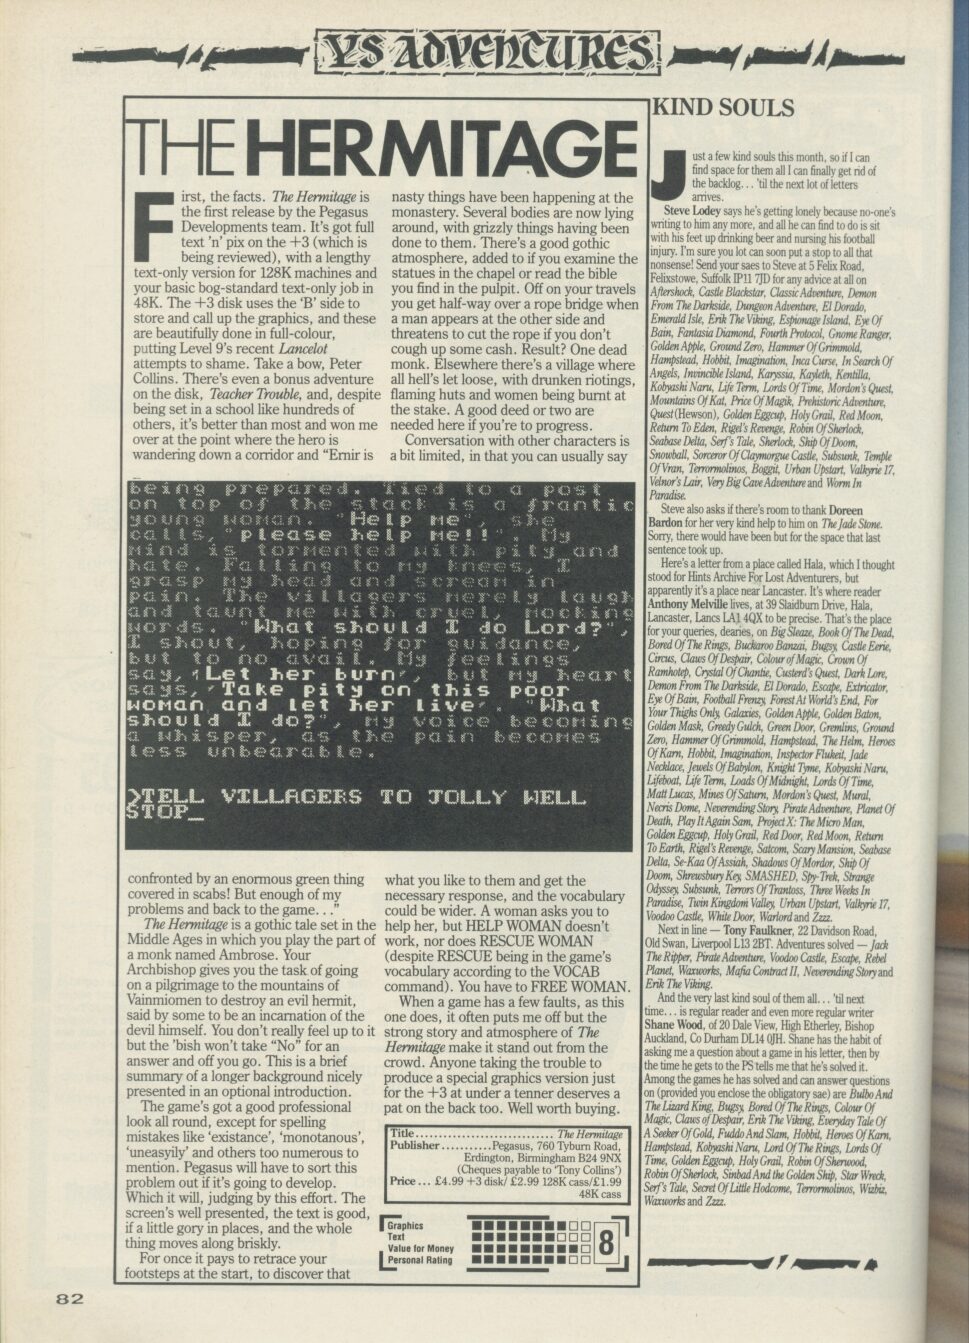 YS ADVENTURES
THE HERMITAGE
First, the facts. The Hermitage is
the first release by the Pegasus
Developments team. It's got full
text 'n' pix on the +3 (which is
being reviewed), with a lengthy
text-only version for 128K machines and
your basic bog-standard text-only job in
48K. The +3 disk uses the 'B' side to
store and call up the graphics, and these
are beautifully done in full-colour,
putting Level 9's recent Lancelot
attempts to shame. Take a bow, Peter
Collins. There's even a bonus adventure
on the disk, Teacher Trouble, and, despite
being set in a school like hundreds of
others, it's better than most and won me
over at the point where the hero is
wandering down a corridor and "Ernir is
nasty things have been happening at the
monastery. Several bodies are now lying
around, with grizzly things having been
done to them. There's a good gothic
atmosphere, added to if you examine the
statues in the chapel or read the bible
you find in the pulpit. Off on your travels
you get half-way over a rope bridge when
a man appears at the other side and
threatens to cut the rope if you don't
cough up some cash. Result? One dead
monk. Elsewhere there's a village where
all hell's let loose, with drunken riotings,
flaming huts and women being burnt at
the stake. A good deed or two are
needed here if you're to progress.
Conversation with other characters is
a bit limited, in that you can usually say
being prepared. Tied to a post
on top of the stack is a frantic
young woman. "Help me", she
calls, "please help me!!". My
mind is tormented with pity and
hate. Falling to my knees, I
grasp my head and scream in
pain. The villagers merely laugh
and taunt me with cruel, mocking
words. "What should I do Lord?",
I shout, hoping for guidance,
but to no avail. My feelings
say, 'Let her burn', but my heart
says, 'Take pity on this poor
woman and let her live'. "What
should I do?", my voice becoming
a whisper, as the pain becomes
less unbearable.
>TELL VILLAGERS TO JOLLY WELL
STOP_
confronted by an enormous green thing
covered in scabs! But enough of my
problems and back to the game. . ."
The Hermitage is a gothic tale set in the
Middle Ages in which you play the part of
a monk named Ambrose. Your
Archbishop gives you the task of going
on a pilgrimage to the mountains of
Vainmiomen to destroy an evil hermit,
said by some to be an incarnation of the
devil himself. You don't really feel up to it
but the 'bish won't take "No" for an
answer and off you go. This is a brief
summary of a longer background nicely
presented in an optional introduction.
The game's got a good professional
look all round, except for spelling
mistakes like 'existance', 'monotanous',
'uneasyily' and others too numerous to
mention. Pegasus will have to sort this
problem out if it's going to develop.
Which it will, judging by this effort. The
screen's well presented, the text is good,
if a little gory in places, and the whole
thing moves along briskly.
For once it pays to retrace your
footsteps at the start, to discover that
what you like to them and get the
necessary response, and the vocabulary
could be wider. A woman asks you to
help her, but HELP WOMAN doesn't
work, nor does RESCUE WOMAN
(despite RESCUE being in the game's
vocabulary according to the VOCAB
command). You have to FREE WOMAN.
When a game has a few faults, as this
one does, it often puts me off but the
strong story and atmosphere of The
Hermitage make it stand out from the
crowd. Anyone taking the trouble to
produce a special graphics version just
for the +3 at under a tenner deserves a
pat on the back too. Well worth buying.
Title . . . . . . . . . . . . . . . . . . . . . . . . . . . . The Hermitage
Publisher . . . . . . . . . . . Pegasus, 760 Tyburn Road,
Erdington, Birmingham B24 9NX
(Cheques payable to 'Tony Collins')
Price . . . £4.99 +3 disk/ £2.99 128K cass/£1.99
48K cass
Graphics
Text
Value for Money
Personal Rating
8
KIND SOULS
Just a few kind souls this month, so if I can
find space for them all I can finally get rid of
the backlog. . . 'til the next lot of letters
arrives.
Steve Lodey says he's getting lonely because no-one's
writing to him any more, and all he can find to do is sit
with his feet up drinking beer and nursing his football
injury. I'm sure you lot can soon put a stop to all that
nonsense! Send your saes to Steve at 5 Felix Road,
Felixstowe, Suffolk IP11 7JD for any advice at all on
Aftershock, Castle Blackstar, Classic Adventure, Demon
From The Darkside, Dungeon Adventure, El Dorado,
Emerald Isle, Erik The Viking, Espionage Island, Eye Of
Bain, Fantasia Diamond, Fourth Protocol, Gnome Ranger,
Golden Apple, Ground Zero, Hammer Of Grimmold,
Hampstead, Hobbit, Imagination, Inca Curse, In Search Of
Angels, Invincible Island, Karyssia, Kayleth, Kentilla,
Kobyashi Naru, Life Term, Lords Of Time, Mordon's Quest,
Mountains Of Kat, Price Of Magik, Prehistoric Adventure,
Quest (Hewson), Golden Eggcup, Holy Grail, Red Moon,
Return To Eden, Rigel's Revenge, Robin Of Sherlock,
Seabase Delta, Serf's Tale, Sherlock, Ship Of Doom,
Snowball, Sorceror Of Claymorgue Castle, Subsunk, Temple
Of Vran, Terrormolinos, Boggit, Urban Upstart, Valkyrie 17,
Velnor's Lair, Very Big Cave Adventure and Worm In
Paradise.
Steve also asks if there's room to thank Doreen
Bardon for her very kind help to him on The Jade Stone.
Sorry, there would have been but for the space that last
sentence took up.
Here's a letter from a place called Hala, which I thought
stood for Hints Archive For Lost Adventurers, but
apparently it's a place near Lancaster. It's where reader
Anthony Melville lives, at 39 Slaidburn Drive, Hala,
Lancaster, Lancs LA1 4QX to be precise. That's the place
for your queries, dearies, on Big Sleaze, Book Of The Dead,
Bored Of The Rings, Buckaroo Banzai, Bugsy, Castle Eerie,
Circus, Claws Of Despair, Colour of Magic, Crown Of
Ramhotep, Crystal Of Chantie, Custerd's Quest, Dark Lore,
Demon From The Darkside, El Dorado, Escape, Extricator,
Eye Of Bain, Football Frenzy, Forest At World's End, For
Your Thighs Only, Galaxies, Golden Apple, Golden Baton,
Golden Mask, Greedy Gulch, Green Door, Gremlins, Ground
Zero, Hammer Of Grimmold, Hampstead, The Helm, Heroes
Of Karn, Hobbit, Imagination, Inspector Flukeit, Jade
Necklace, Jewels Of Babylon, Knight Tyme, Kobyashi Naru,
Lifeboat, Life Term, Loads Of Midnight, Lords Of Time,
Matt Lucas, Mines Of Saturn, Mordon's Quest, Mural,
Necris Dome, Neverending Story, Pirate Adventure, Planet Of
Death, Play It Again Sam, Project X: The Micro Man,
Golden Eggcup, Holy Grail, Red Door, Red Moon, Return
To Earth, Rigel's Revenge, Satcom, Scary Mansion, Seabase
Delta, Se-Kaa Of Assiah, Shadows Of Mordor, Ship Of
Doom, Shrewsbury Key, SMASHED, Spy-Trek, Strange
Odyssey, Subsunk, Terrors Of Trantoss, Three Weeks In
Paradise, Twin Kingdom Valley, Urban Upstart, Valkyrie 17,
Voodoo Castle, White Door, Warlord and Zzzz.
Next in line — Tony Faulkner, 22 Davidson Road,
Old Swan, Liverpool L13 2BT. Adventures solved — Jack
The Ripper, Pirate Adventure, Voodoo Castle, Escape, Rebel
Planet, Waxworks, Mafia Contract II, Neverending Story and
Erik The Viking.
And the very last kind soul of them all. . . 'til next
time. . . is regular reader and even more regular writer
Shane Wood, of 20 Dale View, High Etherley, Bishop
Auckland, Co Durham DL14 0JH. Shane has the habit of
asking me a question about a game in his letter, then by
the time he gets to the PS tells me that he's solved it.
Among the games he has solved and can answer questions
on (provided you enclose the obligatory sae) are Bulbo And
The Lizard King, Bugsy, Bored Of The Rings, Colour Of
Magic, Claws of Despair, Erik The Viking, Everyday Tale Of
A Seeker Of Gold, Fuddo And Slam, Hobbit, Heroes Of Karn,
Hampstead, Kobyashi Naru, Lord Of The Rings, Lords Of
Time, Golden Eggcup, Holy Grail, Robin Of Sherwood,
Robin Of Sherlock, Sinbad And the Golden Ship, Star Wreck,
Serf's Tale, Secret Of Little Hodcome, Terrormolinos, Wizbiz,
Waxworks and Zzzz.
82